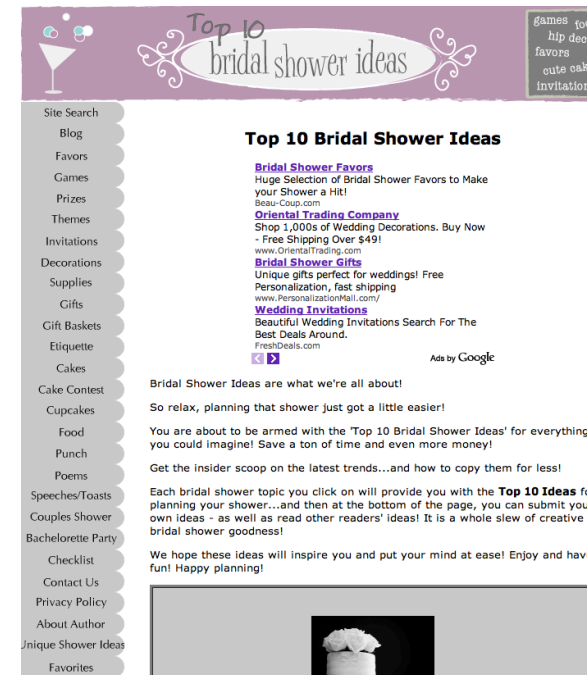 Top 10
bridal shower ideas
games
hip
favors
cute
Site Search
Blog
Favors
Games
Prizes
Themes
Invitations
Decorations
Supplies
Gifts
Gift Baskets
Etiquette
Cakes
Cake Contest
Cupcakes
Food
Punch
Poems
Speeches/Toasts
Couples Shower
Bachelorette Party
Checklist
Contact Us
Privacy Policy
About Author
Unique Shower Ideas
Favorites
Top 10 Bridal Shower Ideas
Bridal Shower Favors
Huge Selection of Bridal Shower Favors to Make
your Shower a Hit!
Beau-Coup.com
Oriental Trading Company
Shop 1,000s of Wedding Decorations. Buy Now
- Free Shipping Over $49!
www.OrientalTrading.com
Bridal Shower Gifts
Unique gifts perfect for weddings! Free
Personalization, fast shipping
www.PersonalizationMall.com/
Wedding Invitations
Beautiful Wedding Invitations Search For The
Best Deals Around.
FreshDeals.com
Ads by Google
Bridal Shower Ideas are what we're all about!
So relax, planning that shower just got a little easier!
You are about to be armed with the 'Top 10 Bridal Shower Ideas' for everything
you could imagine! Save a ton of time and even more money!
Get the insider scoop on the latest trends...and how to copy them for less!
Each bridal shower topic you click on will provide you with the Top 10 Ideas
planning your shower...and then at the bottom of the page, you can submit
own ideas - as well as read other readers' ideas! It is a whole slew of creative
bridal shower goodness!
We hope these ideas will inspire you and put your mind at ease! Enjoy and
fun! Happy planning!